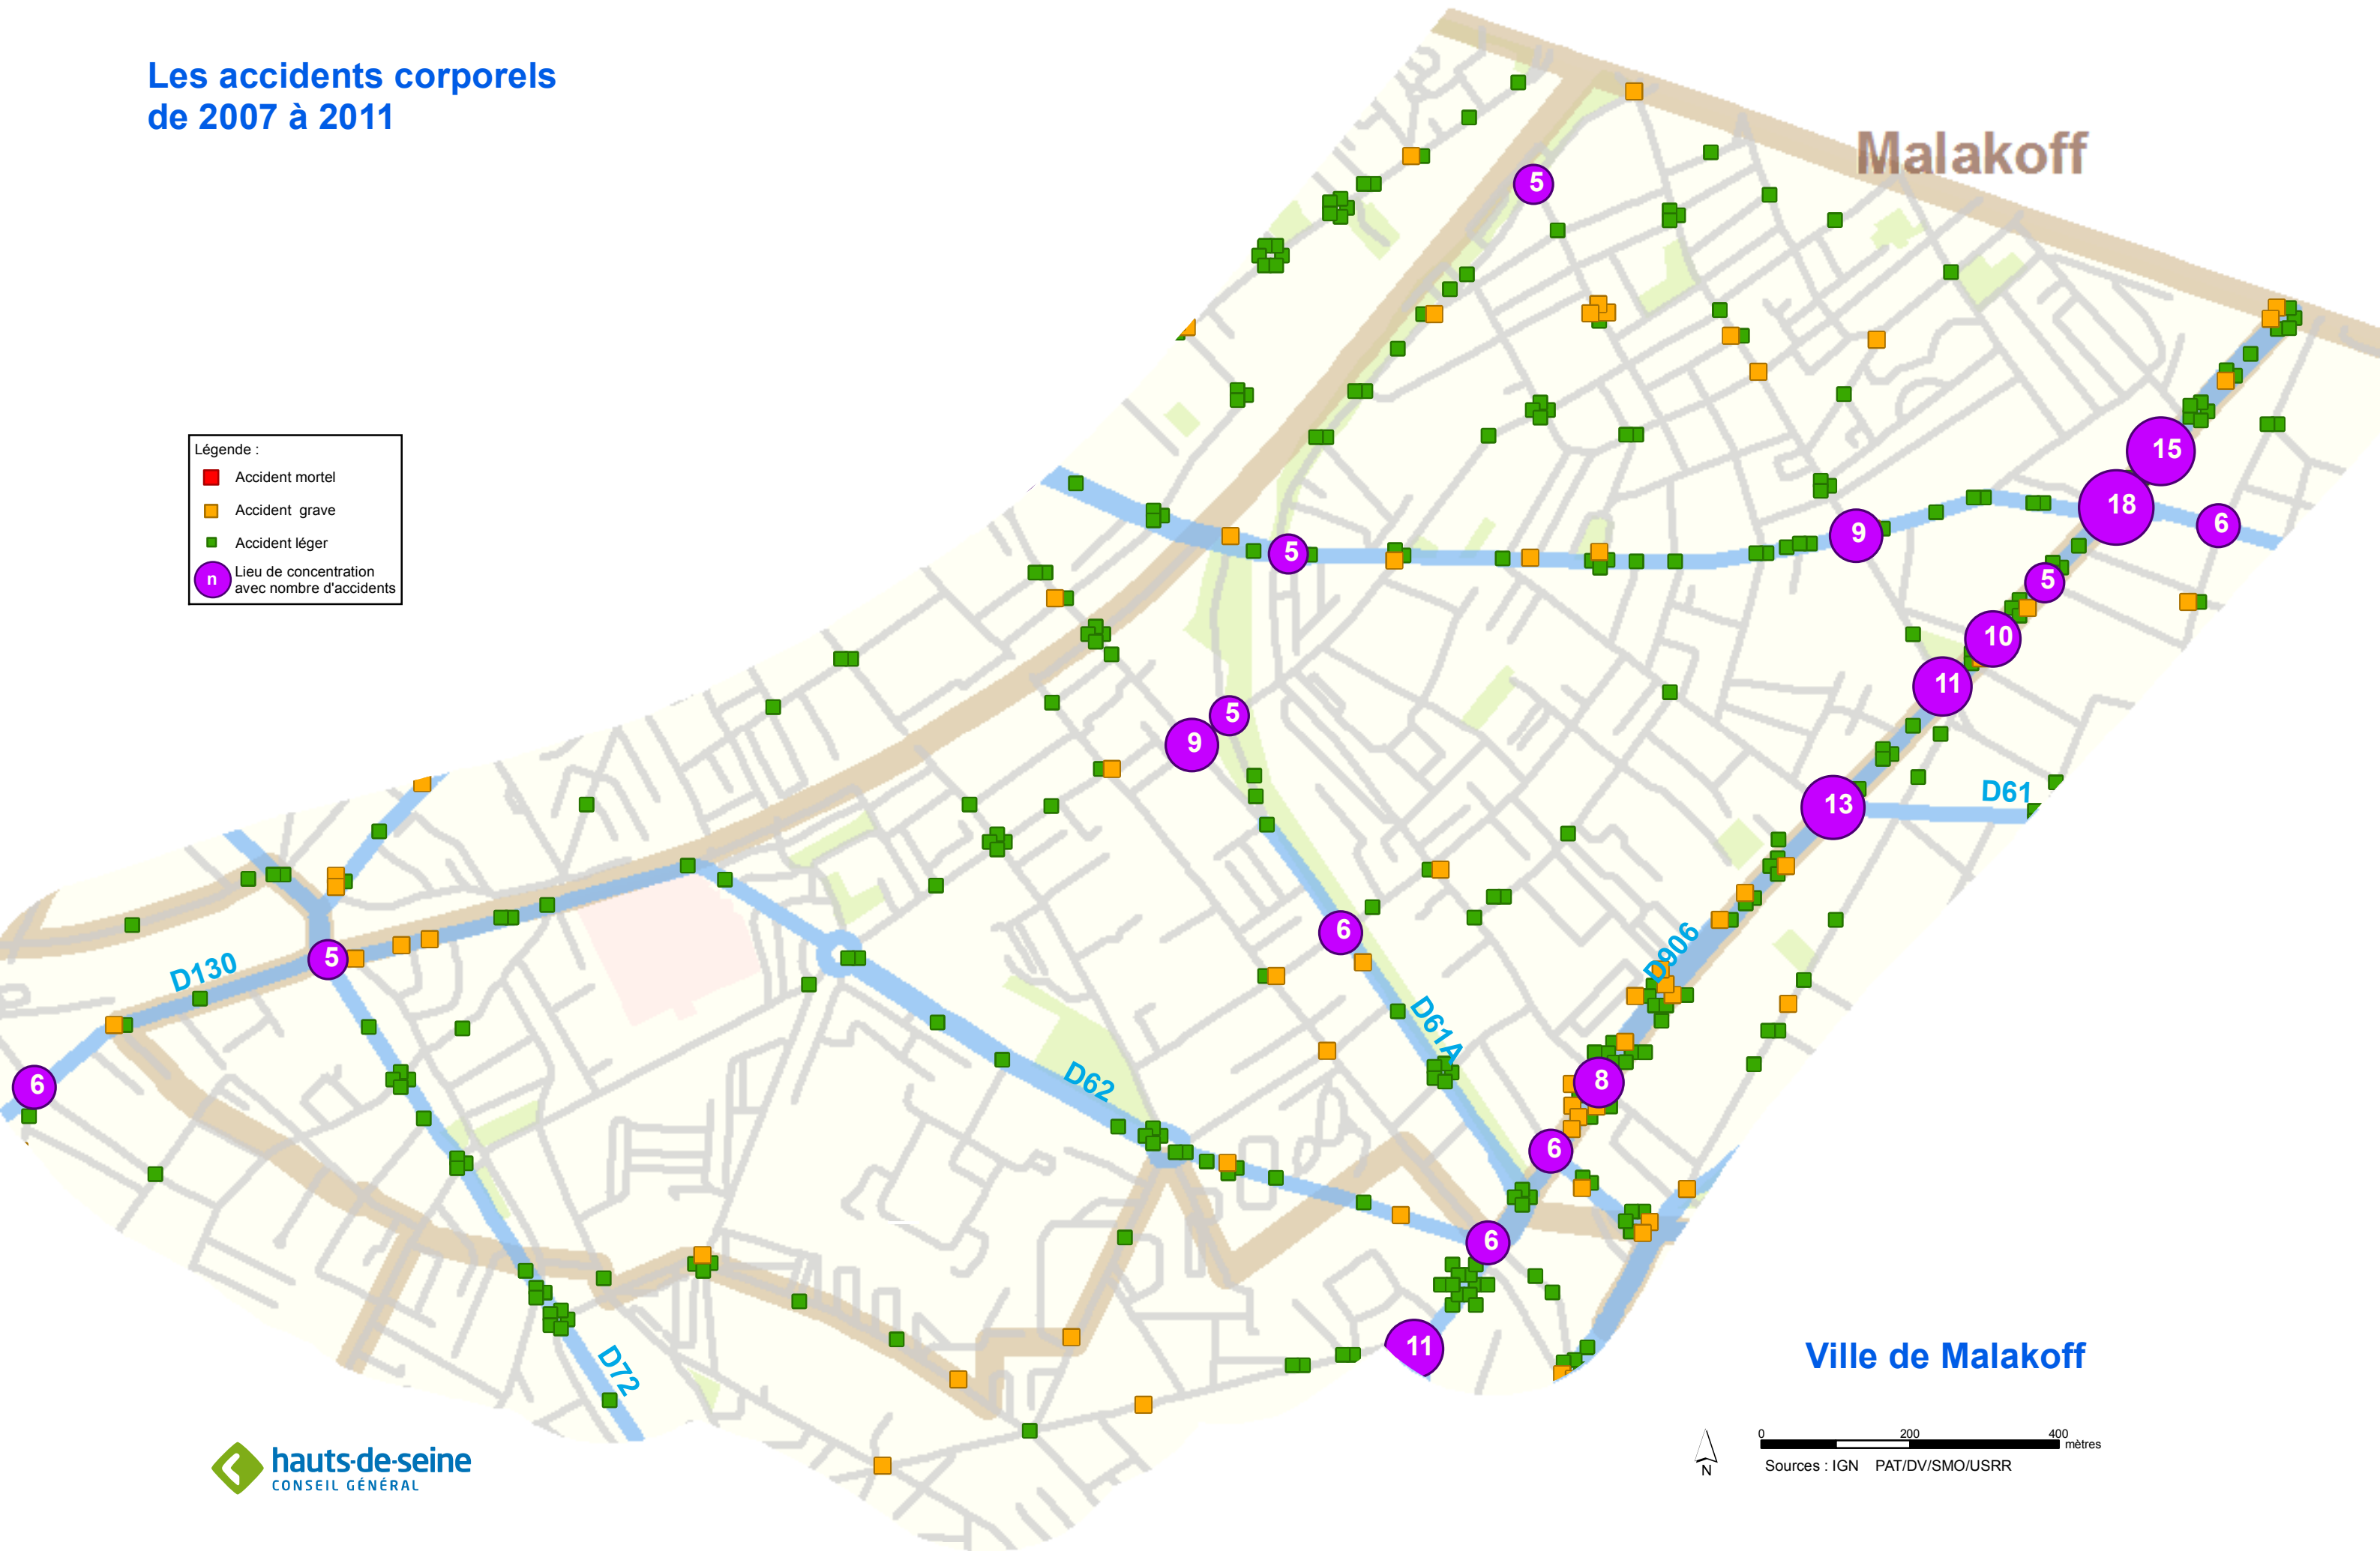 Les accidents corporels
de 2007 à 2011
Malakoff
5
Légende :
Accident mortel
Accident grave
Accident léger
n
Lieu de concentration
avec nombre d'accidents
15
18
6
9
5
5
10
11
5
9
13
D61
6
D906
5
D130
D61A
8
6
D62
6
6
11
D72
Ville de Malakoff
hauts-de-seine
CONSEIL GÉNÉRAL
N
0 200 400
mètres
Sources : IGN PAT/DV/SMO/USRR